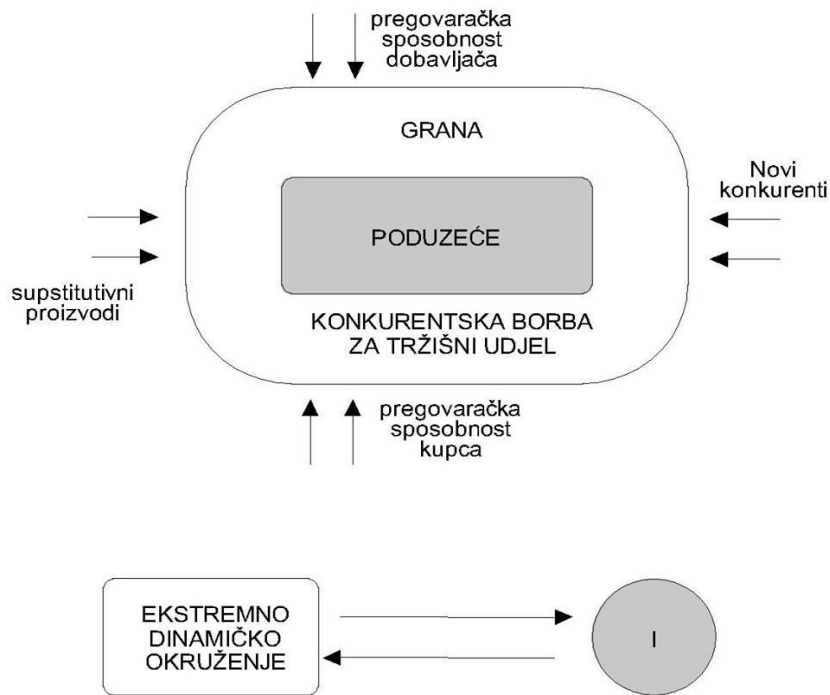 pregovaračka
sposobnost
dobavljača
GRANA
Novi
konkurenti
PODUZEĆE
supstitutivni
proizvodi
KONKURENTSKA BORBA
ZA TRŽIŠNI UDJEL
pregovaračka
sposobnost
kupca
EKSTREMNO
DINAMIČKO
OKRUŽENJE
I